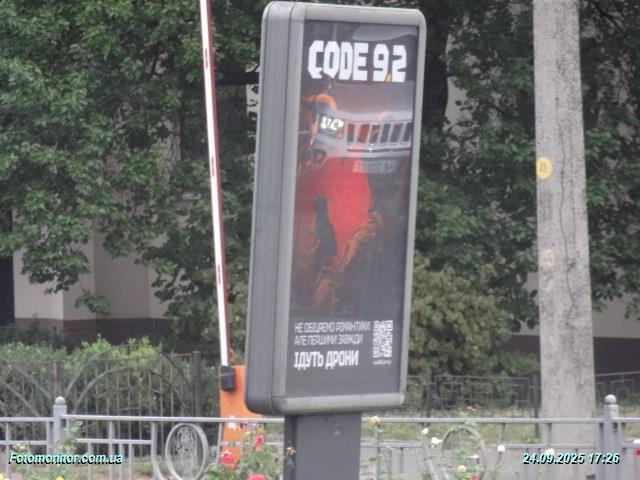 CODE 9.2
НЕ ОБІЦЯЄМО РОМАНТИКИ,
АЛЕ ПЕРШИМИ ЗАВЖДИ
ІДУТЬ ДРОНИ
Fotomonitor.com.ua
24.09.2025 17:26